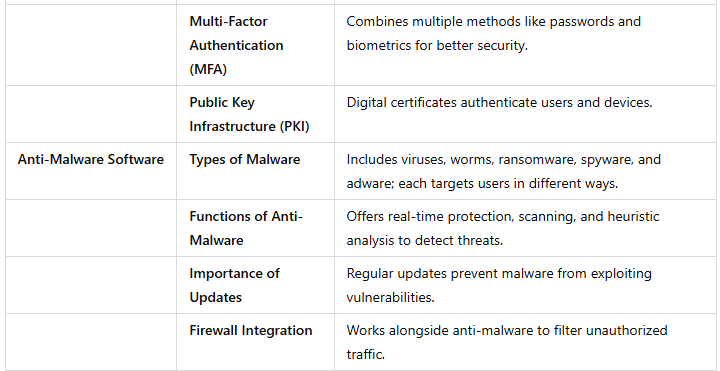 Multi-Factor
Authentication
(MFA)
Combines multiple methods like passwords and
biometrics for better security.
Public Key
Infrastructure (PKI)
Digital certificates authenticate users and devices.
Anti-Malware Software
Types of Malware
Includes viruses, worms, ransomware, spyware, and
adware; each targets users in different ways.
Functions of Anti-
Malware
Offers real-time protection, scanning, and heuristic
analysis to detect threats.
Importance of
Updates
Regular updates prevent malware from exploiting
vulnerabilities.
Firewall Integration
Works alongside anti-malware to filter unauthorized
traffic.